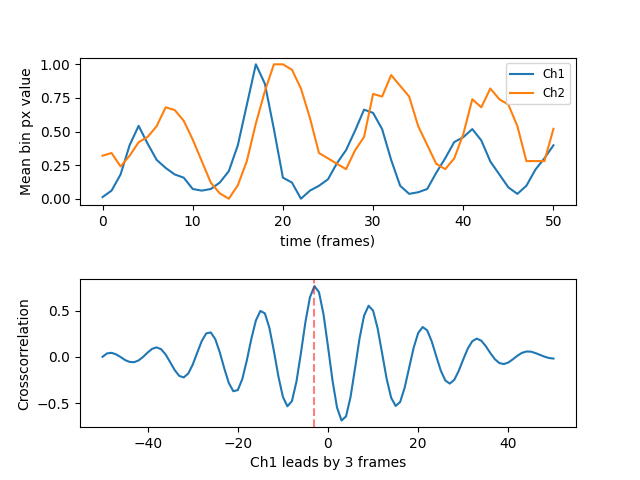 1.00
0.75
0.50
0.25
0.00
Mean bin px value
Ch1
Ch2
0 10 20 30 40 50
time (frames)
0.5
0.0
−0.5
Crosscorrelation
−40 −20 0 20 40
Ch1 leads by 3 frames